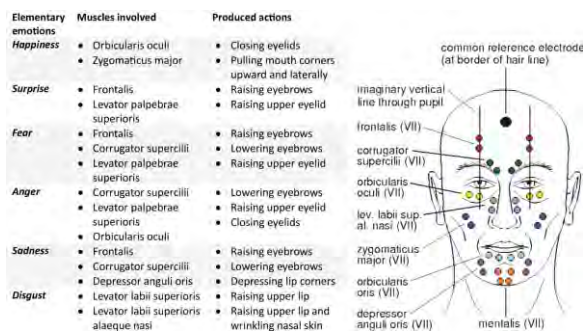 Elementary emotions
Muscles involved
Produced actions
Happiness
• Orbicularis oculi
• Zygomaticus major
• Closing eyelids
• Pulling mouth corners
upward and laterally
Surprise
• Frontalis
• Levator palpebrae
superioris
• Raising eyebrows
• Raising upper eyelid
Fear
• Frontalis
• Corrugator supercilii
• Levator palpebrae
superioris
• Raising eyebrows
• Lowering eyebrows
• Raising upper eyelid
Anger
• Corrugator supercilii
• Levator palpebrae
superioris
• Orbicularis oculi
• Lowering eyebrows
• Raising upper eyelid
• Closing eyelids
Sadness
• Frontalis
• Corrugator supercilii
• Depressor anguli oris
• Raising eyebrows
• Lowering eyebrows
• Depressing lip corners
Disgust
• Levator labii superioris
• Levator labii superioris
alaeque nasi
• Raising upper lip
• Raising upper lip and
wrinkling nasal skin
common reference electrode
(at border of hair line)
imaginary vertical
line through pupil
frontalis (VII)
corrugator
supercilii (VII)
orbicularis
oculi (VII)
lev. labii sup.
al. nasi (VII)
zygomaticus
major (VII)
orbicularis
oris (VII)
depressor
anguli oris (VII)
mentalis (VII)